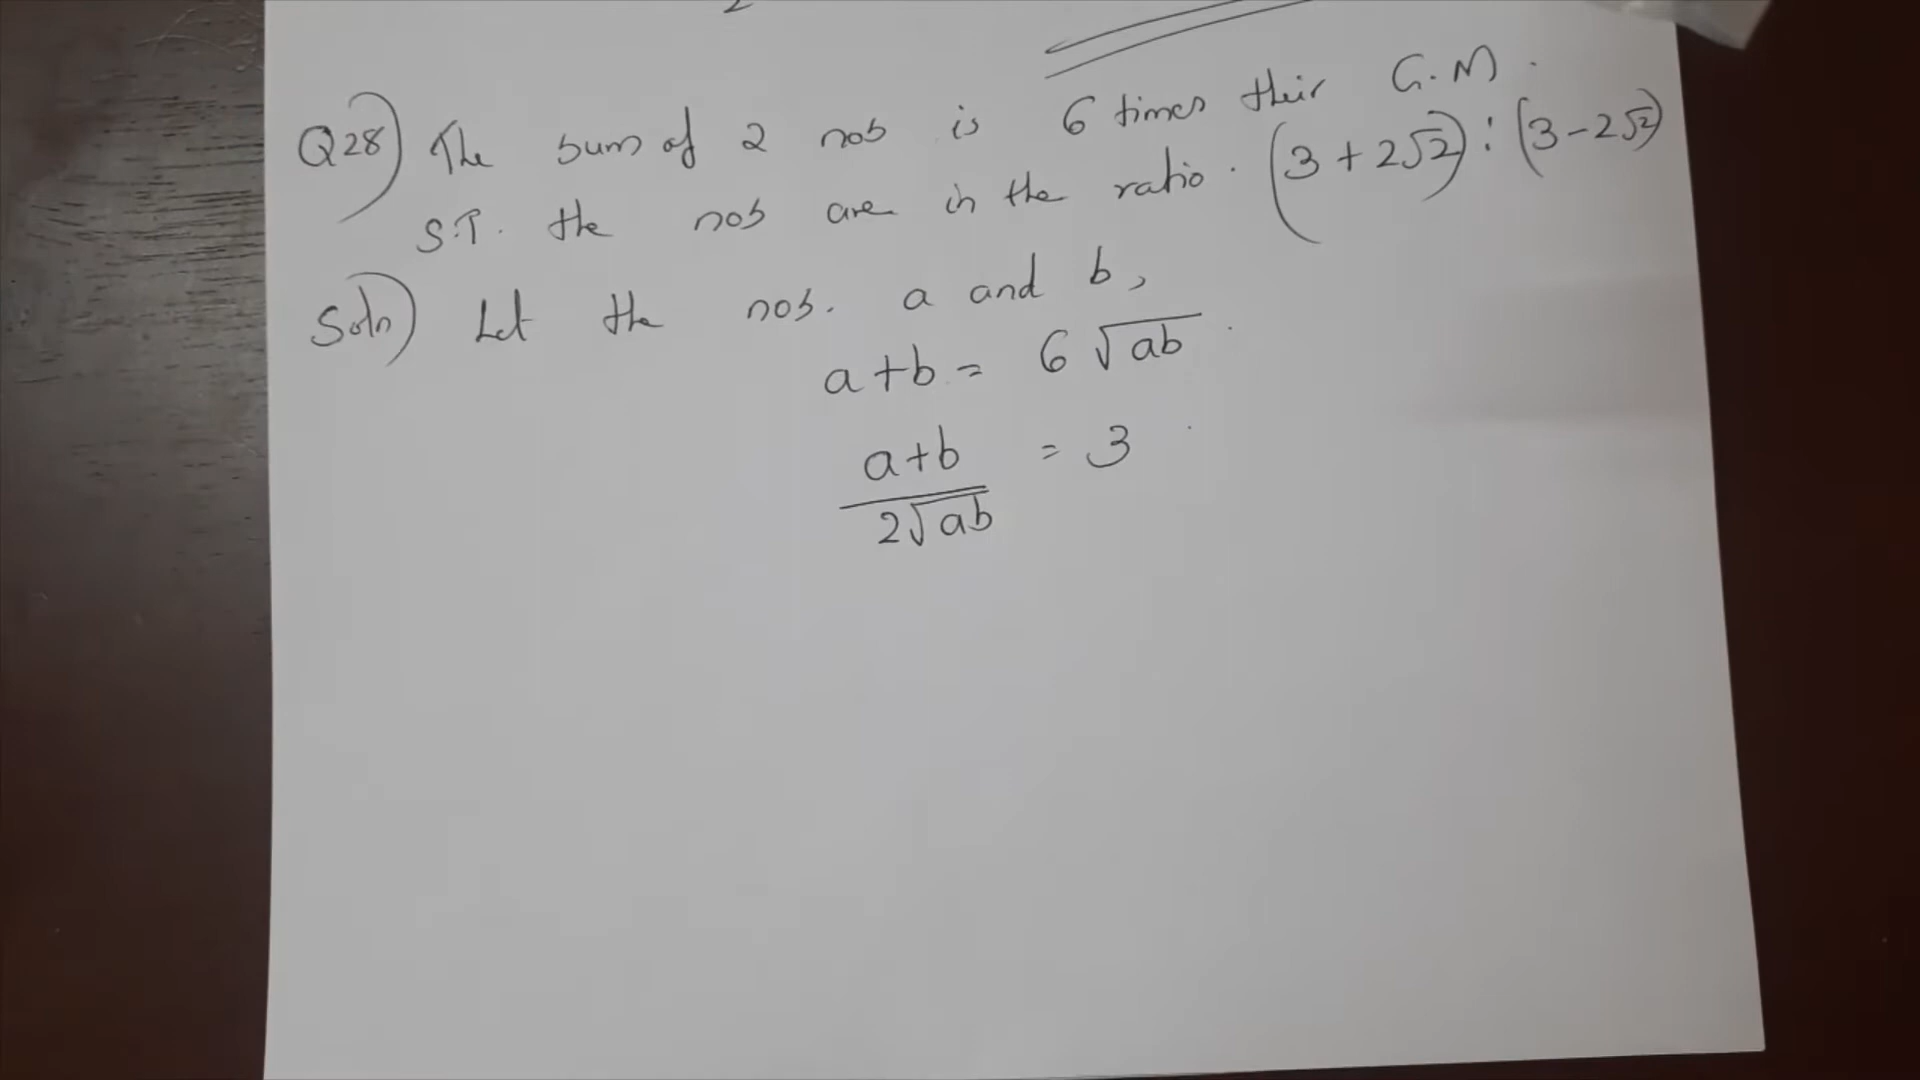 Q28) The sum of 2 nos is 6 times their G.M.
S.T. the nos are in the ratio. (3 + 2√2) : (3 - 2√2)
Soln) Let the nos. a and b,
a+b = 6√ab.
a+b / 2√ab = 3